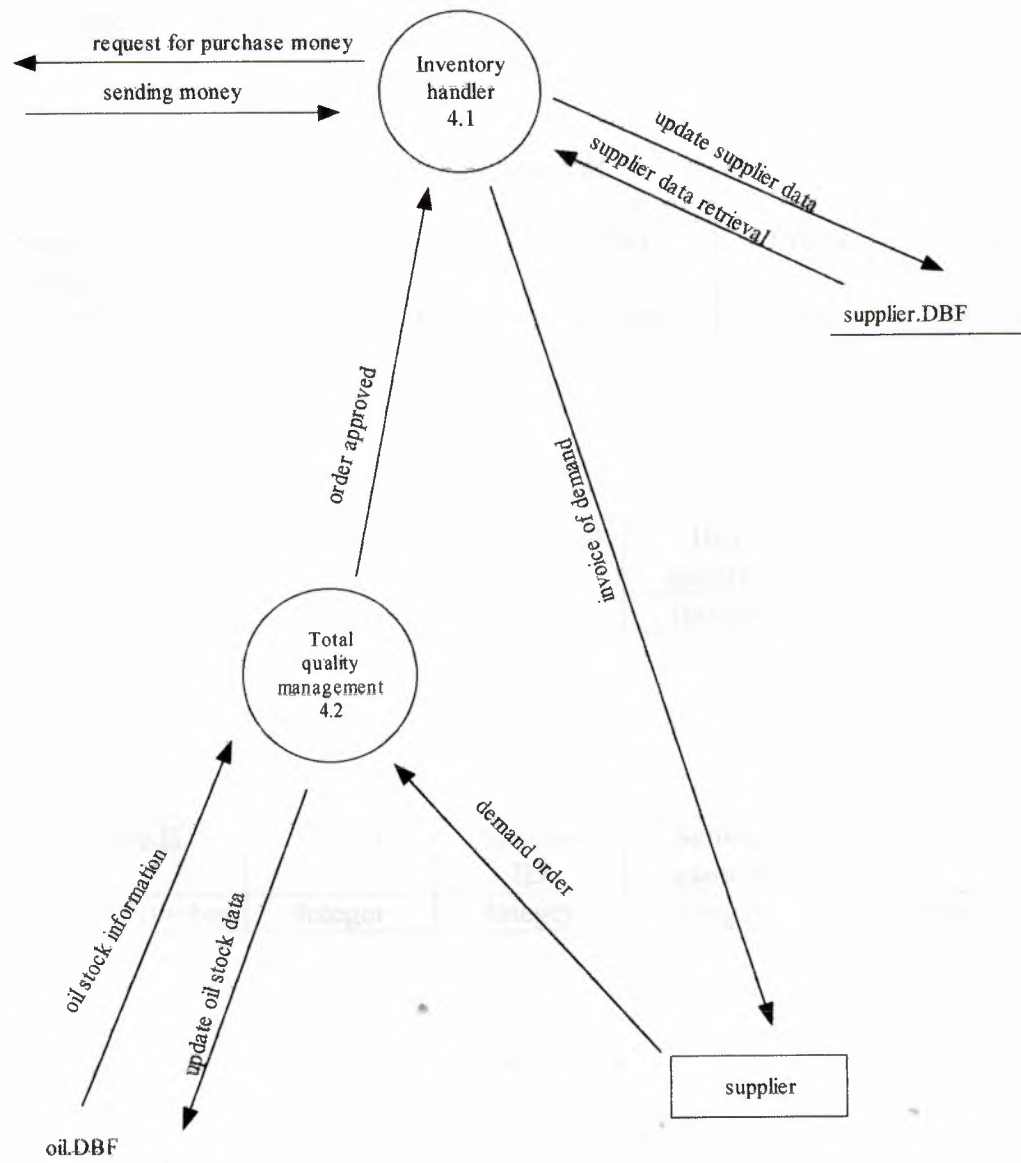 request for purchase money
sending money
Inventory
handler
4.1
update supplier data
supplier data retrieval
supplier.DBF
order approved
invoice of demand
Total
quality
management
4.2
demand order
oil stock information
update oil stock data
supplier
oil.DBF
Integer